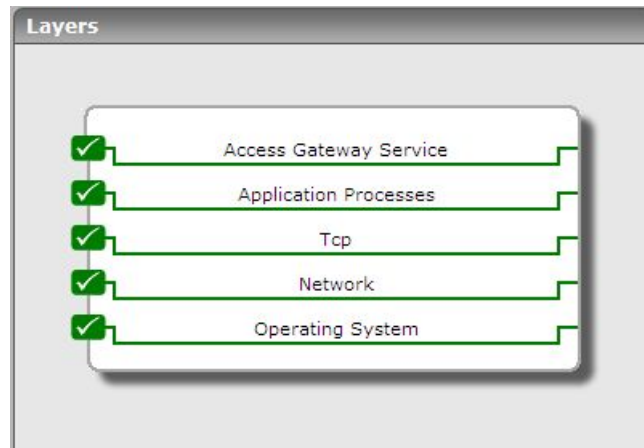 Layers
Access Gateway Service
Application Processes
Tcp
Network
Operating System